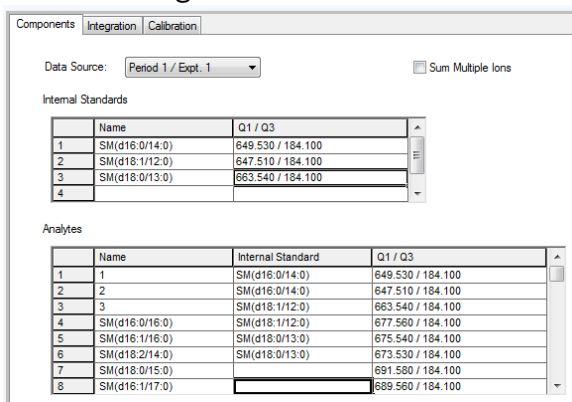 Components Integration Calibration
Data Source: Period 1 / Expt. 1 Sum Multiple Ions
Internal Standards
Name Q1 / Q3
1 SM(d16:0/14:0) 649.530 / 184.100
2 SM(d18:1/12:0) 647.510 / 184.100
3 SM(d18:0/13:0) 663.540 / 184.100
4
Analytes
Name Internal Standard Q1 / Q3
1 1 SM(d16:0/14:0) 649.530 / 184.100
2 2 SM(d16:0/14:0) 647.510 / 184.100
3 3 SM(d18:1/12:0) 663.540 / 184.100
4 SM(d16:0/16:0) SM(d18:1/12:0) 677.560 / 184.100
5 SM(d16:1/16:0) SM(d18:0/13:0) 675.540 / 184.100
6 SM(d18:2/14:0) SM(d18:0/13:0) 673.530 / 184.100
7 SM(d18:0/15:0) 691.580 / 184.100
8 SM(d16:1/17:0) 689.560 / 184.100